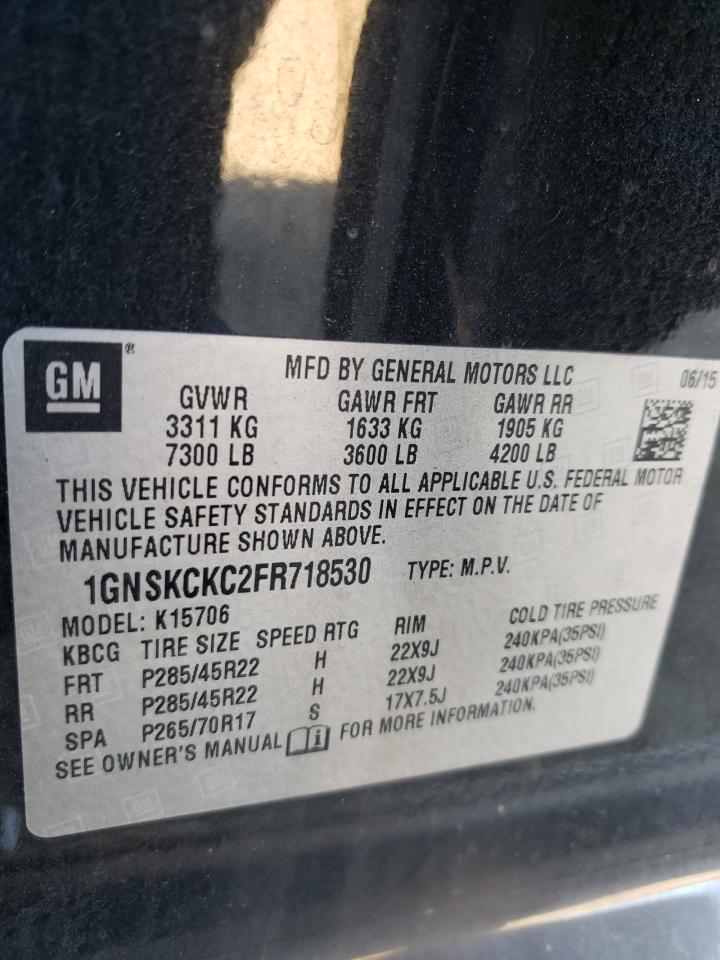 GM®
MFD BY GENERAL MOTORS LLC 06/15
GVWR GAWR FRT GAWR RR
3311 KG 1633 KG 1905 KG
7300 LB 3600 LB 4200 LB
THIS VEHICLE CONFORMS TO ALL APPLICABLE U.S. FEDERAL MOTOR
VEHICLE SAFETY STANDARDS IN EFFECT ON THE DATE OF
MANUFACTURE SHOWN ABOVE.
1GNSKCKC2FR718530 TYPE: M.P.V.
MODEL: K15706
KBCG TIRE SIZE SPEED RTG RIM COLD TIRE PRESSURE
FRT P285/45R22 H 22X9J 240KPA(35PSI)
RR P285/45R22 H 22X9J 240KPA(35PSI)
SPA P265/70R17 S 17X7.5J 240KPA(35PSI)
SEE OWNER'S MANUAL i FOR MORE INFORMATION.